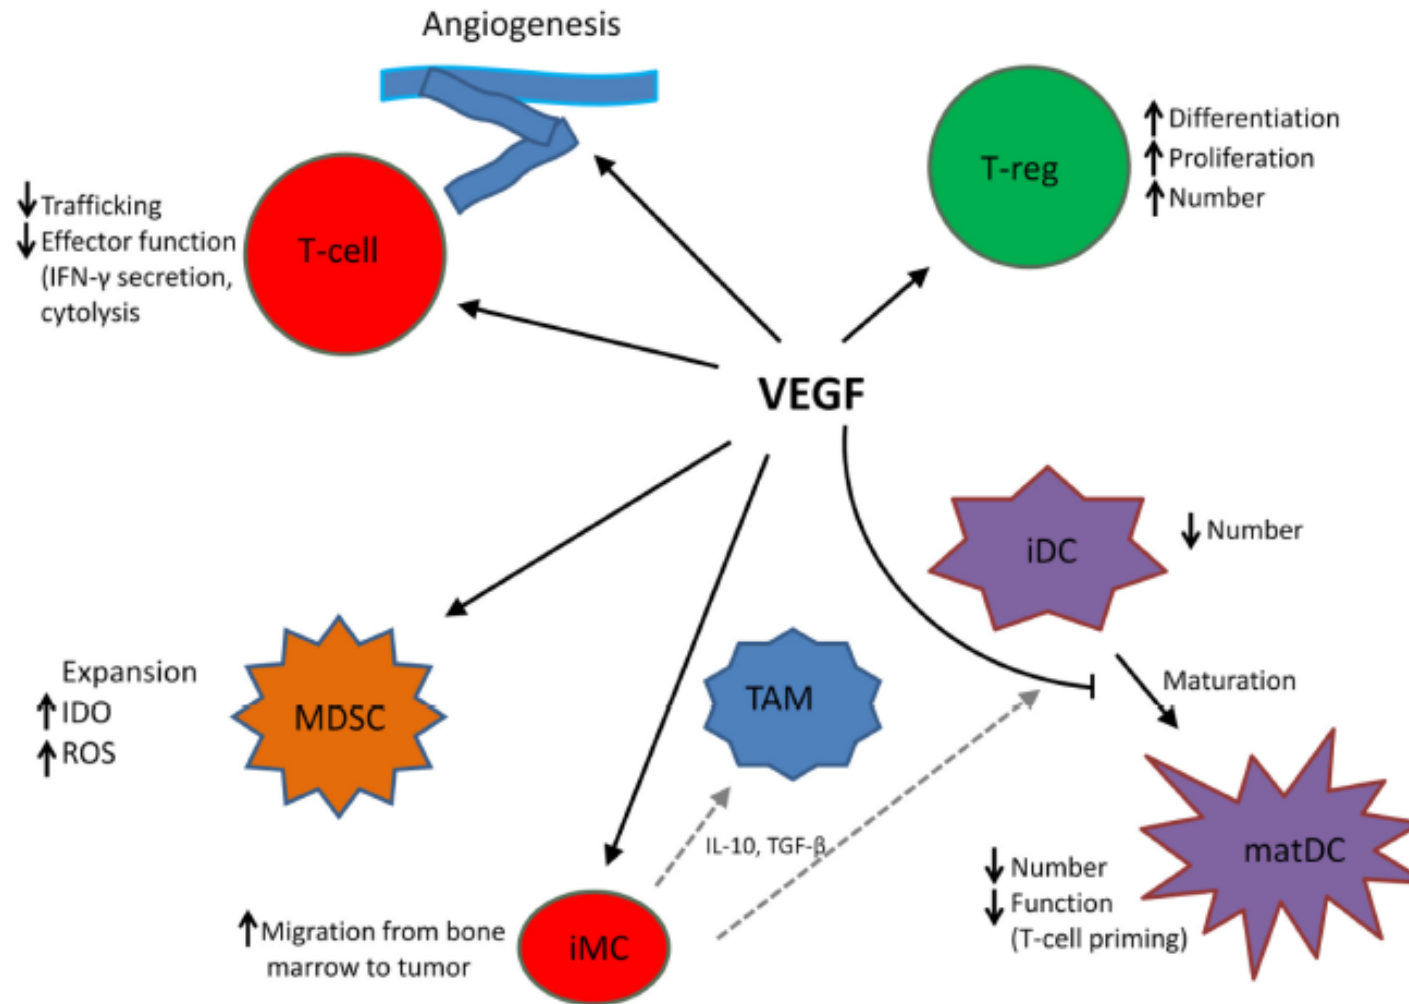 Angiogenesis
T-reg
Differentiation
Proliferation
Number
Trafficking
Effector function
(IFN-γ secretion,
cytolysis
T-cell
VEGF
iDC
Number
Maturation
Expansion
IDO
ROS
MDSC
TAM
IL-10, TGF-β
matDC
Number
Function
(T-cell priming)
Migration from bone
marrow to tumor
iMC